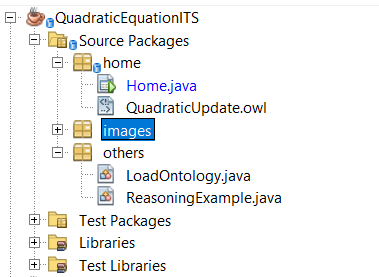 QuadraticEquationITS
Source Packages
home
Home.java
QuadraticUpdate.owl
images
others
LoadOntology.java
ReasoningExample.java
Test Packages
Libraries
Test Libraries